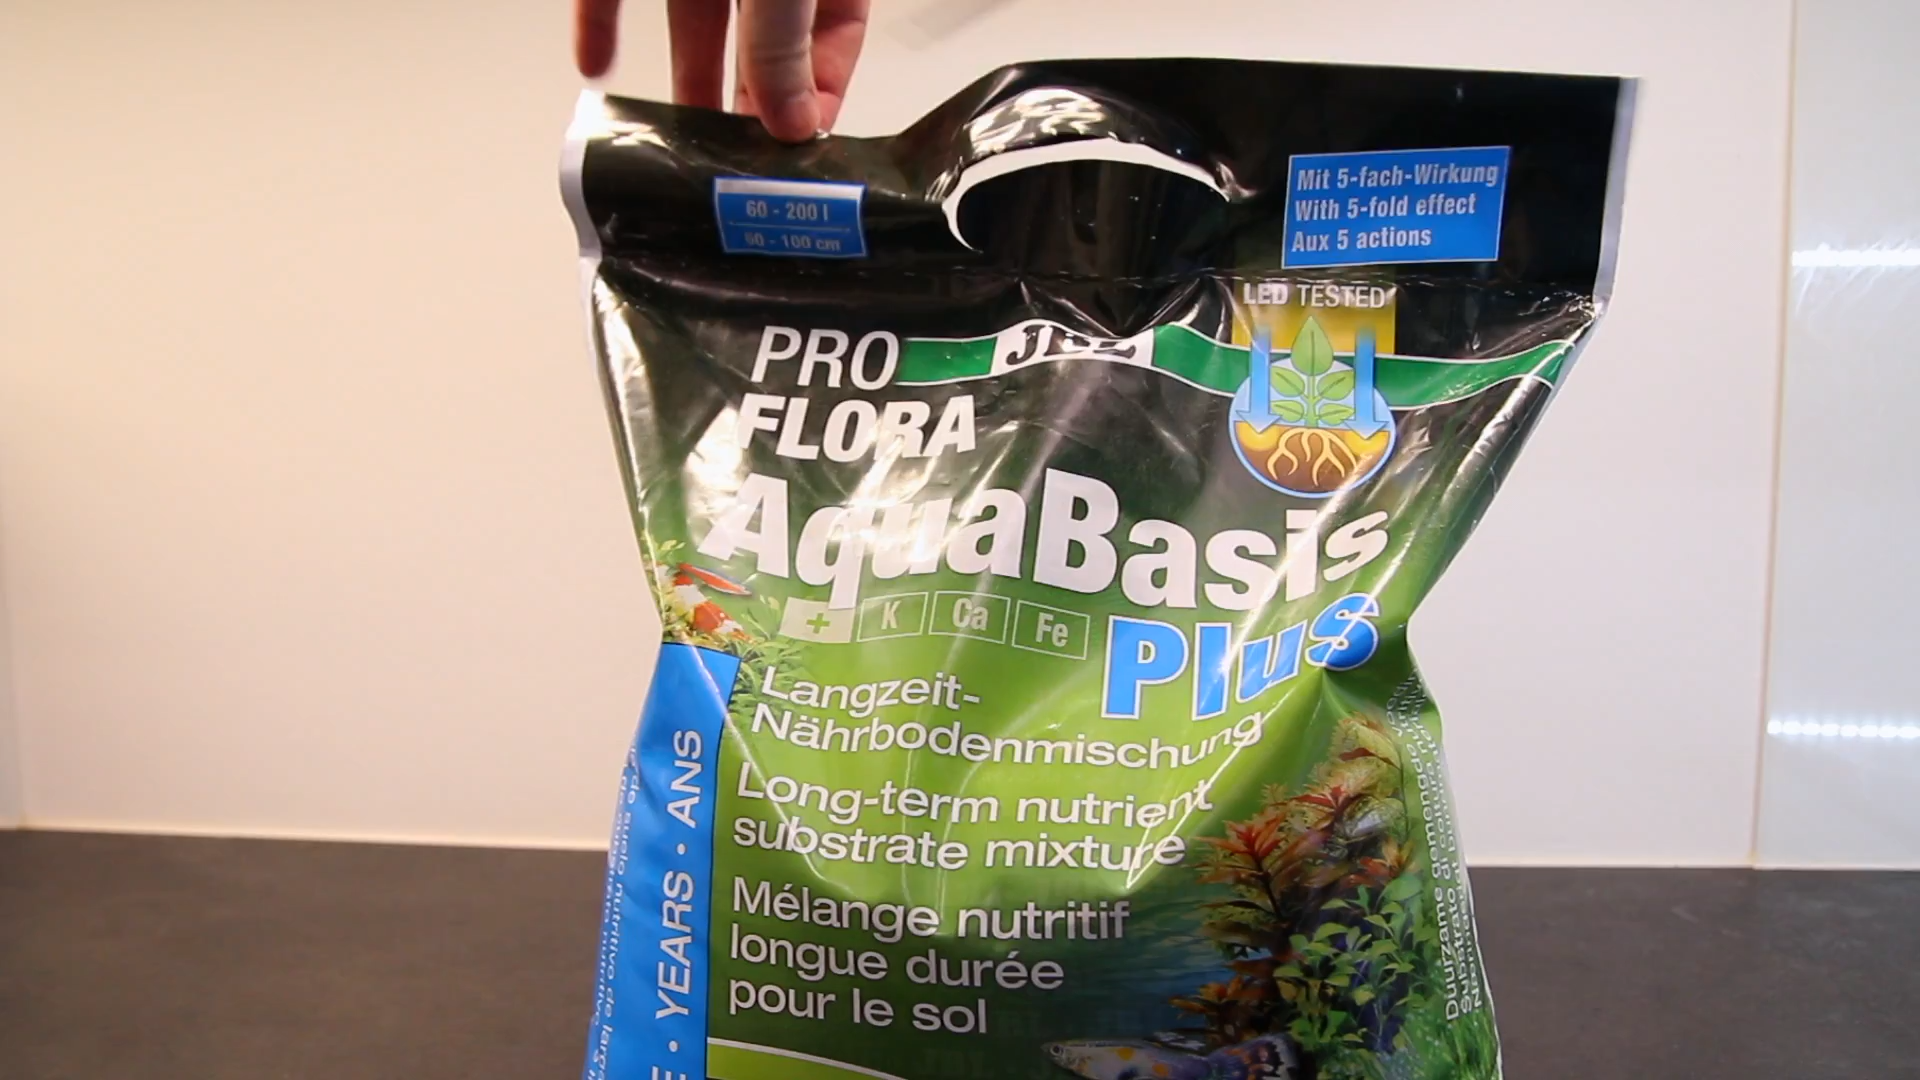 60 - 200 l
60 - 100 cm
Mit 5-fach-Wirkung
With 5-fold effect
Aux 5 actions
LED TESTED
PRO
FLORA
JBL
AquaBasis
+ K Ca Fe
Plus
Langzeit-
Nährbodenmischung
Long-term nutrient
substrate mixture
Mélange nutritif
longue durée
pour le sol
• YEARS • ANS